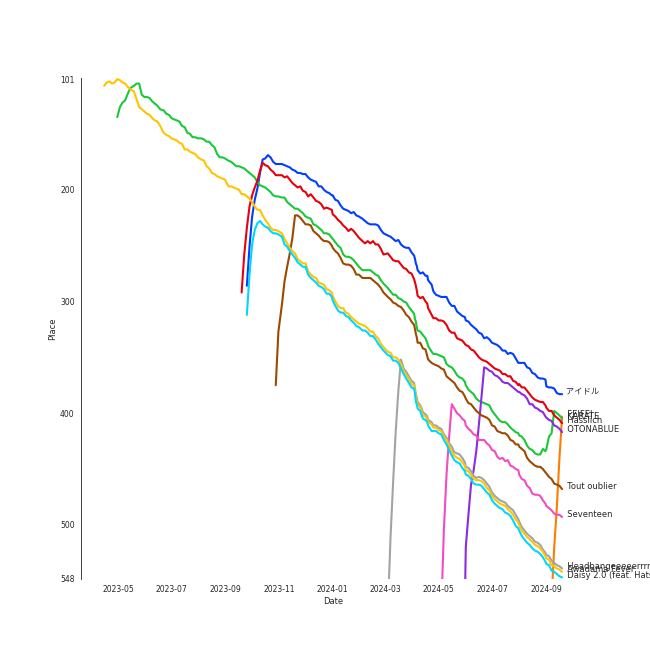 101
200
300
400
500
548
Place
2023-05
2023-07
2023-09
2023-11
2024-01
2024-03
2024-05
2024-07
2024-09
Date
アイドル
Hässlich
OTONABLUE
Tout oublier
Seventeen
Daisy 2.0 (feat. Hats